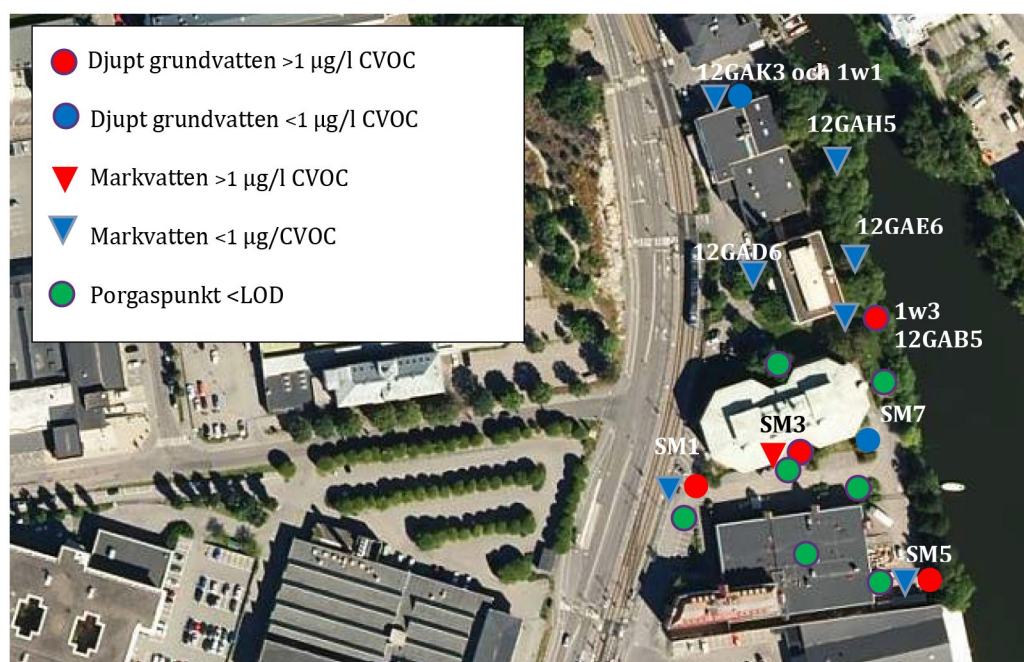 Djupt grundvatten >1 µg/l CVOC
Djupt grundvatten <1 µg/l CVOC
Markvatten >1 µg/l CVOC
Markvatten <1 µg/CVOC
Porgaspunkt <LOD
12GAK3 och 1w1
12GAH5
12GAE6
12GAD6
1w3
12GAB5
SM7
SM3
SM1
SM5